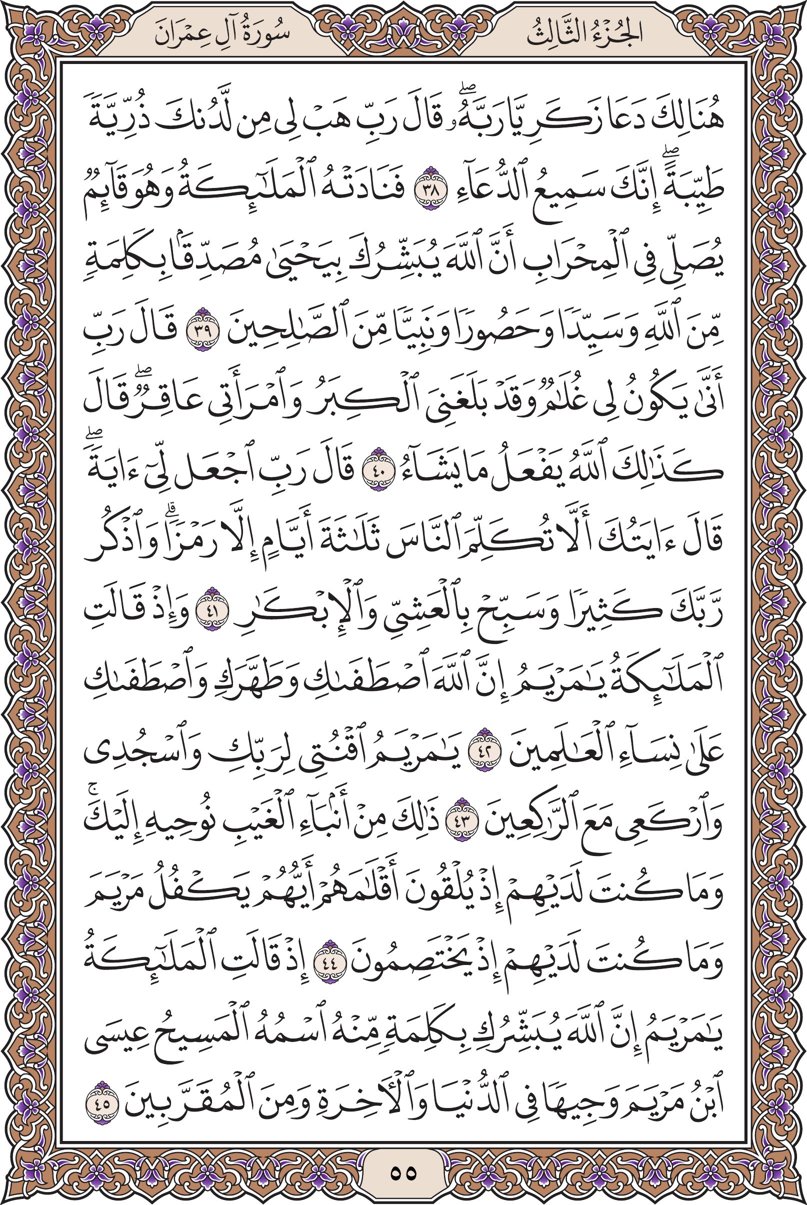 الجُزْءُ الثَّالِثُ
سُورَةُ آلِ عِمْرَانَ
هُنَالِكَ دَعَا زَكَرِيَّا رَبَّهُۥۖ قَالَ رَبِّ هَبْ لِى مِن لَّدُنكَ ذُرِّيَّةً
طَيِّبَةًۖ إِنَّكَ سَمِيعُ ٱلدُّعَآءِ ٣٨ فَنَادَتْهُ ٱلْمَلَٰٓئِكَةُ وَهُوَ قَآئِمٌ
يُصَلِّى فِى ٱلْمِحْرَابِ أَنَّ ٱللَّهَ يُبَشِّرُكَ بِيَحْيَىٰ مُصَدِّقًۢا بِكَلِمَةٍ
مِّنَ ٱللَّهِ وَسَيِّدًا وَحَصُورًا وَنَبِيًّا مِّنَ ٱلصَّٰلِحِينَ ٣٩ قَالَ رَبِّ
أَنَّىٰ يَكُونُ لِى غُلَٰمٌ وَقَدْ بَلَغَنِىَ ٱلْكِبَرُ وَٱمْرَأَتِى عَاقِرٌۖ قَالَ
كَذَٰلِكَ ٱللَّهُ يَفْعَلُ مَا يَشَآءُ ٤٠ قَالَ رَبِّ ٱجْعَل لِّىٓ ءَايَةًۖ
قَالَ ءَايَتُكَ أَلَّا تُكَلِّمَ ٱلنَّاسَ ثَلَٰثَةَ أَيَّامٍ إِلَّا رَمْزًاۗ وَٱذْكُر
رَّبَّكَ كَثِيرًا وَسَبِّحْ بِٱلْعَشِىِّ وَٱلْإِبْكَٰرِ ٤١ وَإِذْ قَالَتِ
ٱلْمَلَٰٓئِكَةُ يَٰمَرْيَمُ إِنَّ ٱللَّهَ ٱصْطَفَىٰكِ وَطَهَّرَكِ وَٱصْطَفَىٰكِ
عَلَىٰ نِسَآءِ ٱلْعَٰلَمِينَ ٤٢ يَٰمَرْيَمُ ٱقْنُتِى لِرَبِّكِ وَٱسْجُدِى
وَٱرْكَعِى مَعَ ٱلرَّٰكِعِينَ ٤٣ ذَٰلِكَ مِنْ أَنۢبَآءِ ٱلْغَيْبِ نُوحِيهِ إِلَيْكَۚ
وَمَا كُنتَ لَدَيْهِمْ إِذْ يُلْقُونَ أَقْلَٰمَهُمْ أَيُّهُمْ يَكْفُلُ مَرْيَمَ
وَمَا كُنتَ لَدَيْهِمْ إِذْ يَخْتَصِمُونَ ٤٤ إِذْ قَالَتِ ٱلْمَلَٰٓئِكَةُ
يَٰمَرْيَمُ إِنَّ ٱللَّهَ يُبَشِّرُكِ بِكَلِمَةٍ مِّنْهُ ٱسْمُهُ ٱلْمَسِيحُ عِيسَى
ٱبْنُ مَرْيَمَ وَجِيهًا فِى ٱلدُّنْيَا وَٱلْءَاخِرَةِ وَمِنَ ٱلْمُقَرَّبِينَ ٤٥
٥٥